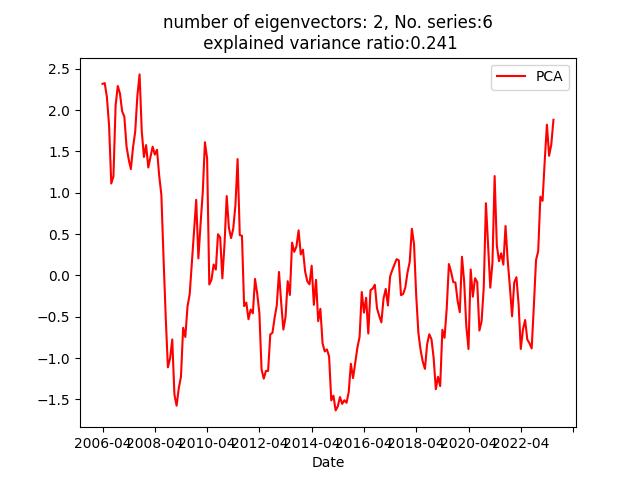 number of eigenvectors: 2, No. series:6
explained variance ratio:0.241
PCA
2.5
2.0
1.5
1.0
0.5
0.0
−0.5
−1.0
−1.5
2006-04 2008-04 2010-04 2012-04 2014-04 2016-04 2018-04 2020-04 2022-04
Date